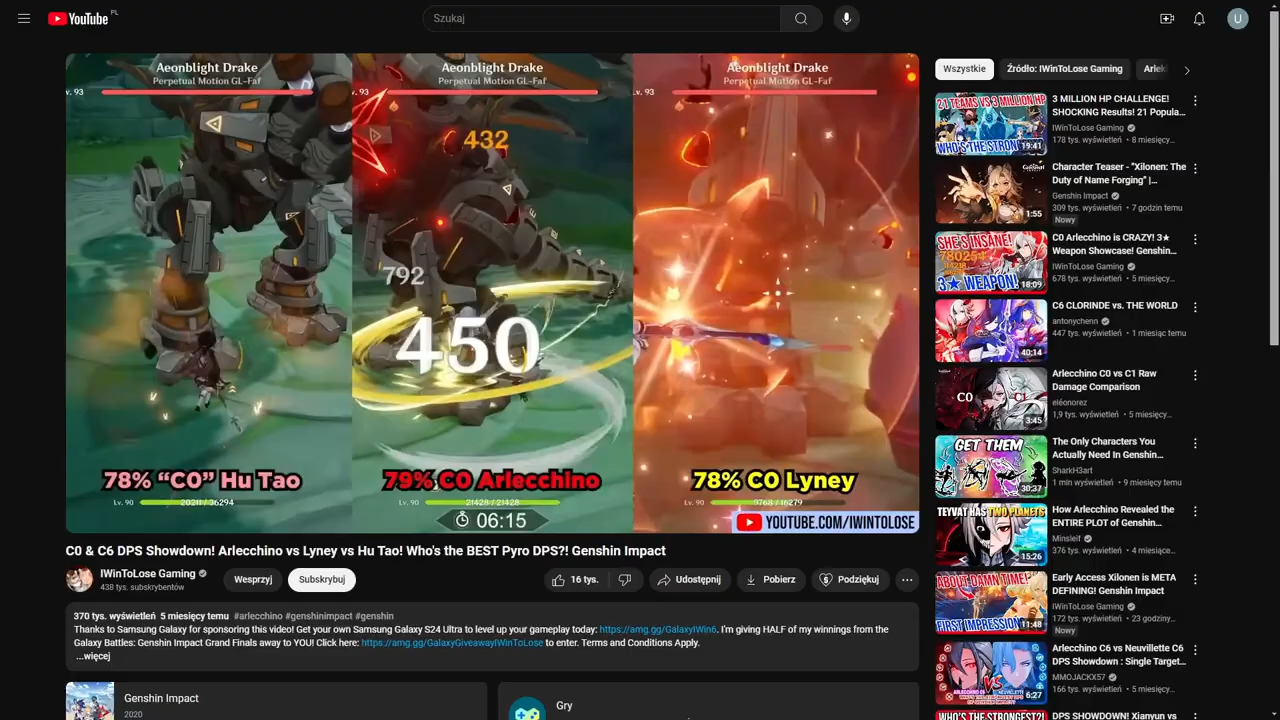 YouTube PL
Szukaj
U
Aeonblight Drake
Perpetual Motion GL-Faf
v. 93
Aeonblight Drake
Perpetual Motion GL-Faf
.93
Aeonblight Drake
Perpetual Motion GL-Faf
Lv. 93
432
792
450
78% “C0” Hu Tao
79% C0 Arlecchino
78% C0 Lyney
Lv. 90
20211 / 36294
Lv. 90
21428 / 21428
Lv. 90
9768 / 16279
06:15
YOUTUBE.COM/IWINTOLOSE
C0 & C6 DPS Showdown! Arlecchino vs Lyney vs Hu Tao! Who's the BEST Pyro DPS?! Genshin Impact
IWinToLose Gaming
438 tys. subskrybentów
Wesprzyj
Subskrybuj
16 tys.
Udostępnij
Pobierz
Podziękuj
370 tys. wyświetleń 5 miesięcy temu #arlecchino #genshinimpact #genshin
Thanks to Samsung Galaxy for sponsoring this video! Get your own Samsung Galaxy S24 Ultra to level up your gameplay today: https://amg.gg/GalaxyIWin6. I'm giving HALF of my winnings from the
Galaxy Battles: Genshin Impact Grand Finals away to YOU! Click here: https://amg.gg/GalaxyGiveawayIWinToLose to enter. Terms and Conditions Apply.
...więcej
Genshin Impact
2020
Gry
Wszystkie
Źródło: IWinToLose Gaming
Arlek
21 TEAMS VS 3 MILLION HP
WHO'S THE STRONG
19:41
3 MILLION HP CHALLENGE!
SHOCKING Results! 21 Popula...
IWinToLose Gaming
178 tys. wyświetleń • 8 miesięcy...
1:55
Character Teaser - "Xilonen: The
Duty of Name Forging" |...
Genshin Impact
309 tys. wyświetleń • 7 godzin temu
Nowy
SHE'S INSANE!
780254
3★ WEAPON!
18:09
C0 Arlecchino is CRAZY! 3★
Weapon Showcase! Genshin...
IWinToLose Gaming
678 tys. wyświetleń • 5 miesięcy...
40:14
C6 CLORINDE vs. THE WORLD
antonychenn
447 tys. wyświetleń • 1 miesiąc temu
C0
C1
3:45
Arlecchino C0 vs C1 Raw
Damage Comparison
eléonorez
1,9 tys. wyświetleń • 5 miesięcy...
GET THEM
30:37
The Only Characters You
Actually Need In Genshin...
SharkH3art
1 mln wyświetleń • 9 miesięcy temu
TEYVAT HAS TWO PLANETS
15:26
How Arlecchino Revealed the
ENTIRE PLOT of Genshin...
Minsleif
376 tys. wyświetleń • 4 miesiące...
ABOUT DAMN TIME!
FIRST IMPRESSION
11:48
Early Access Xilonen is META
DEFINING! Genshin Impact
IWinToLose Gaming
172 tys. wyświetleń • 23 godziny...
Nowy
VS
6:27
Arlecchino C6 vs Neuvillette C6
DPS Showdown : Single Target...
MMOJACKX57
166 tys. wyświetleń • 5 miesięcy...
WHO'S THE STRONGEST?!
DPS SHOWDOWN! Xianyun vs